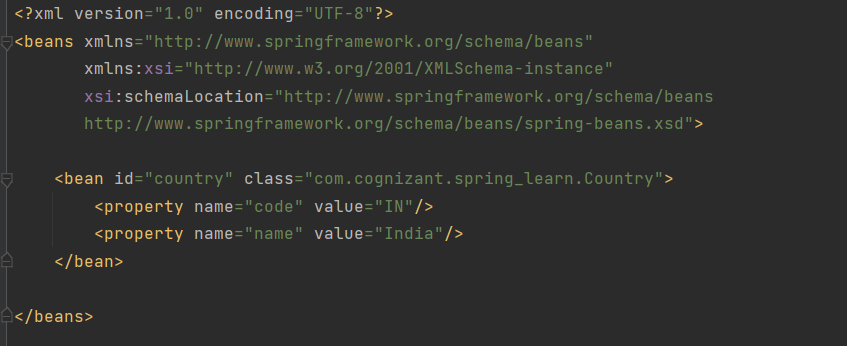 <?xml version="1.0" encoding="UTF-8"?>
<beans xmlns="http://www.springframework.org/schema/beans"
       xmlns:xsi="http://www.w3.org/2001/XMLSchema-instance"
       xsi:schemaLocation="http://www.springframework.org/schema/beans
       http://www.springframework.org/schema/beans/spring-beans.xsd">

    <bean id="country" class="com.cognizant.spring_learn.Country">
        <property name="code" value="IN"/>
        <property name="name" value="India"/>
    </bean>

</beans>